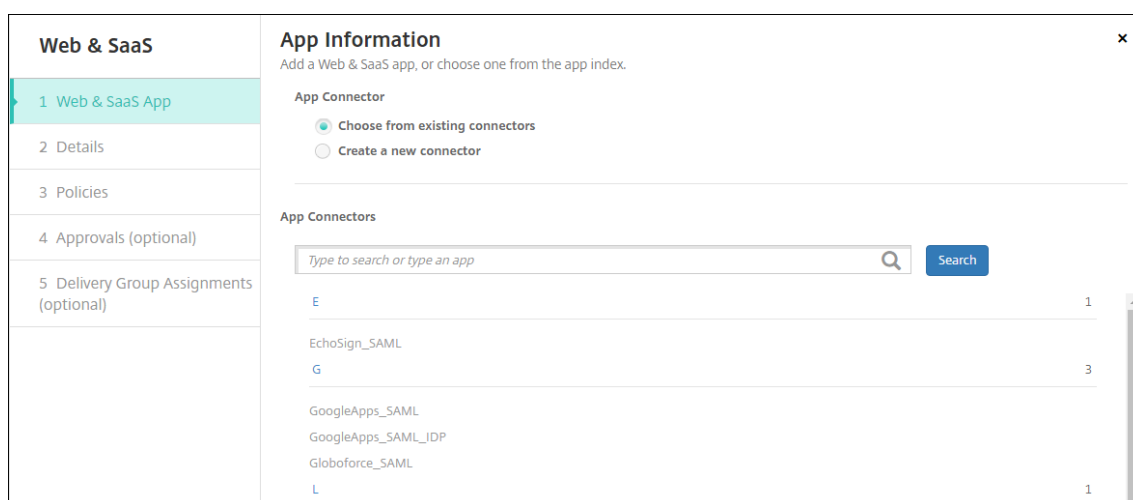 Web & SaaS
1 Web & SaaS App
2 Details
3 Policies
4 Approvals (optional)
5 Delivery Group Assignments
(optional)
App Information
×
Add a Web & SaaS app, or choose one from the app index.
App Connector
Choose from existing connectors
Create a new connector
App Connectors
Type to search or type an app
Search
E 1
EchoSign_SAML
G 3
GoogleApps_SAML
GoogleApps_SAML_IDP
Globoforce_SAML
L 1